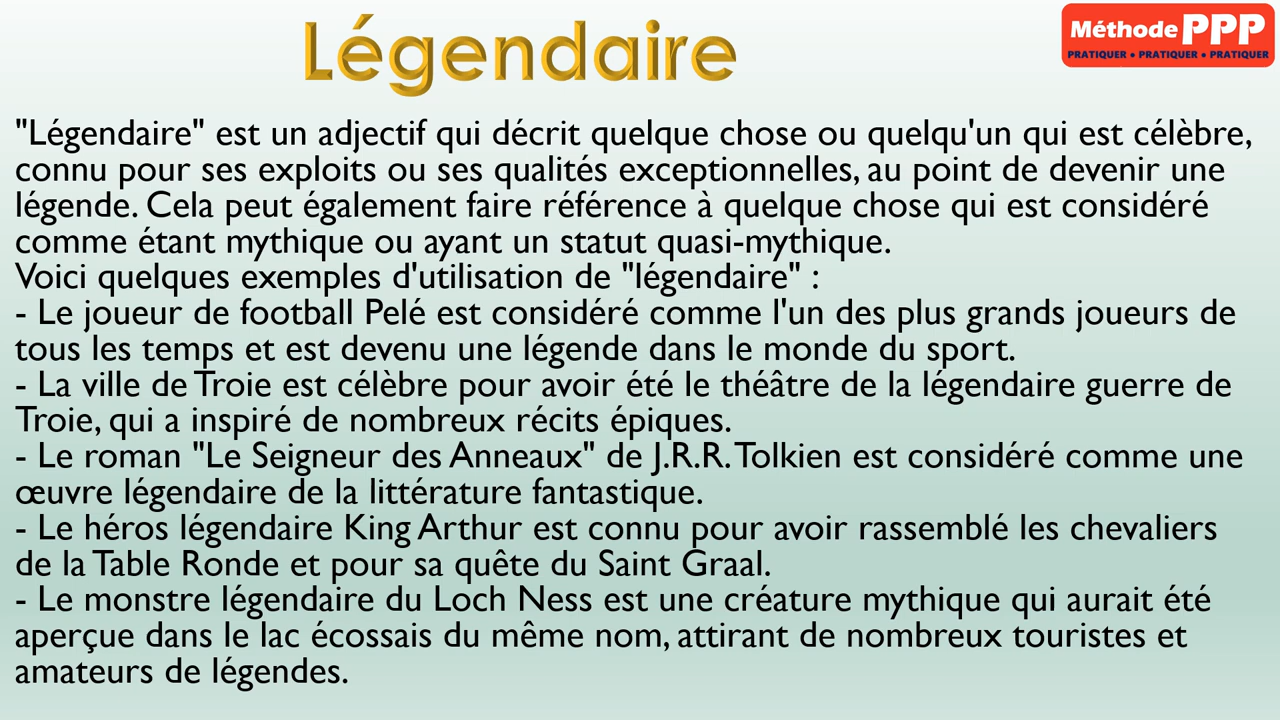 Légendaire
Méthode PPP
PRATIQUER • PRATIQUER • PRATIQUER
"Légendaire" est un adjectif qui décrit quelque chose ou quelqu'un qui est célèbre,
connu pour ses exploits ou ses qualités exceptionnelles, au point de devenir une
légende. Cela peut également faire référence à quelque chose qui est considéré
comme étant mythique ou ayant un statut quasi-mythique.
Voici quelques exemples d'utilisation de "légendaire" :
- Le joueur de football Pelé est considéré comme l'un des plus grands joueurs de
tous les temps et est devenu une légende dans le monde du sport.
- La ville de Troie est célèbre pour avoir été le théâtre de la légendaire guerre de
Troie, qui a inspiré de nombreux récits épiques.
- Le roman "Le Seigneur des Anneaux" de J.R.R. Tolkien est considéré comme une
œuvre légendaire de la littérature fantastique.
- Le héros légendaire King Arthur est connu pour avoir rassemblé les chevaliers
de la Table Ronde et pour sa quête du Saint Graal.
- Le monstre légendaire du Loch Ness est une créature mythique qui aurait été
aperçue dans le lac écossais du même nom, attirant de nombreux touristes et
amateurs de légendes.